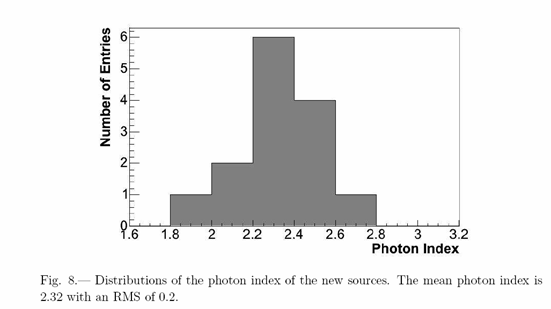 Number of Entries
6
5
4
3
2
1
0
1.6 1.8 2 2.2 2.4 2.6 2.8 3 3.2
Photon Index
Fig. 8.— Distributions of the photon index of the new sources. The mean photon index is
2.32 with an RMS of 0.2.